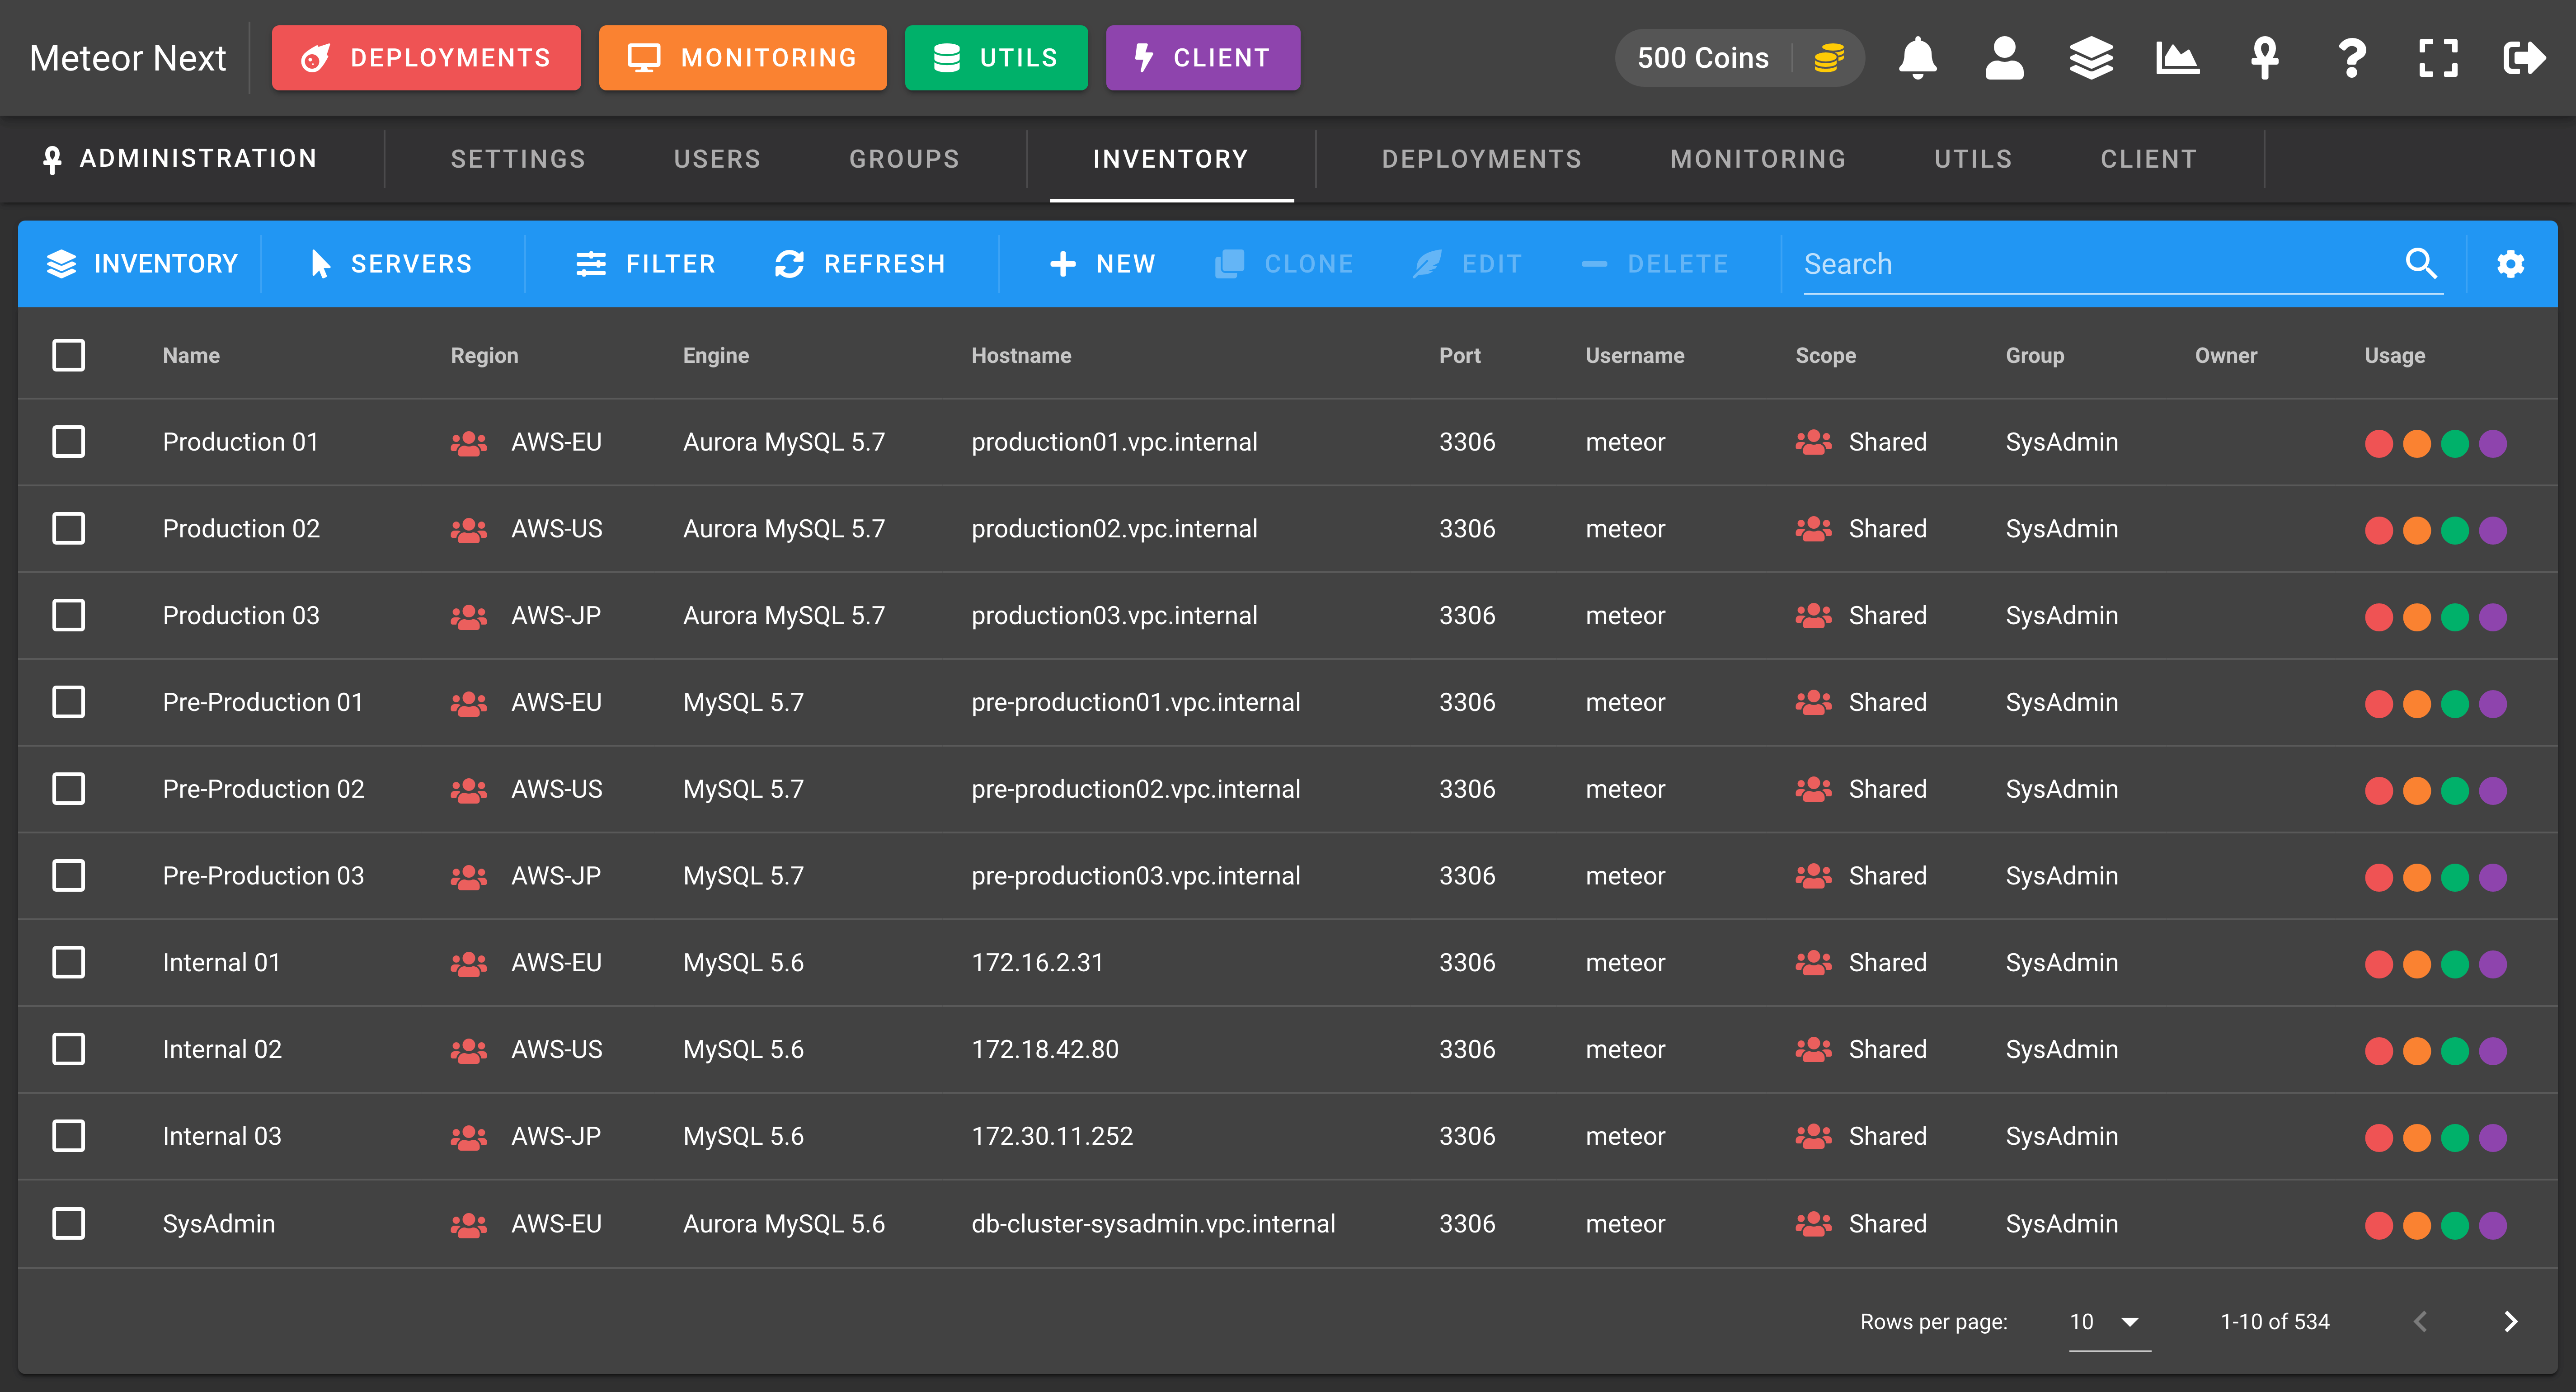 Meteor Next DEPLOYMENTS MONITORING UTILS CLIENT 500 Coins
ADMINISTRATION SETTINGS USERS GROUPS INVENTORY DEPLOYMENTS MONITORING UTILS CLIENT
INVENTORY SERVERS FILTER REFRESH NEW CLONE EDIT DELETE Search
Name Region Engine Hostname Port Username Scope Group Owner Usage
Production 01 AWS-EU Aurora MySQL 5.7 production01.vpc.internal 3306 meteor Shared SysAdmin
Production 02 AWS-US Aurora MySQL 5.7 production02.vpc.internal 3306 meteor Shared SysAdmin
Production 03 AWS-JP Aurora MySQL 5.7 production03.vpc.internal 3306 meteor Shared SysAdmin
Pre-Production 01 AWS-EU MySQL 5.7 pre-production01.vpc.internal 3306 meteor Shared SysAdmin
Pre-Production 02 AWS-US MySQL 5.7 pre-production02.vpc.internal 3306 meteor Shared SysAdmin
Pre-Production 03 AWS-JP MySQL 5.7 pre-production03.vpc.internal 3306 meteor Shared SysAdmin
Internal 01 AWS-EU MySQL 5.6 172.16.2.31 3306 meteor Shared SysAdmin
Internal 02 AWS-US MySQL 5.6 172.18.42.80 3306 meteor Shared SysAdmin
Internal 03 AWS-JP MySQL 5.6 172.30.11.252 3306 meteor Shared SysAdmin
SysAdmin AWS-EU Aurora MySQL 5.6 db-cluster-sysadmin.vpc.internal 3306 meteor Shared SysAdmin
Rows per page: 10 1-10 of 534